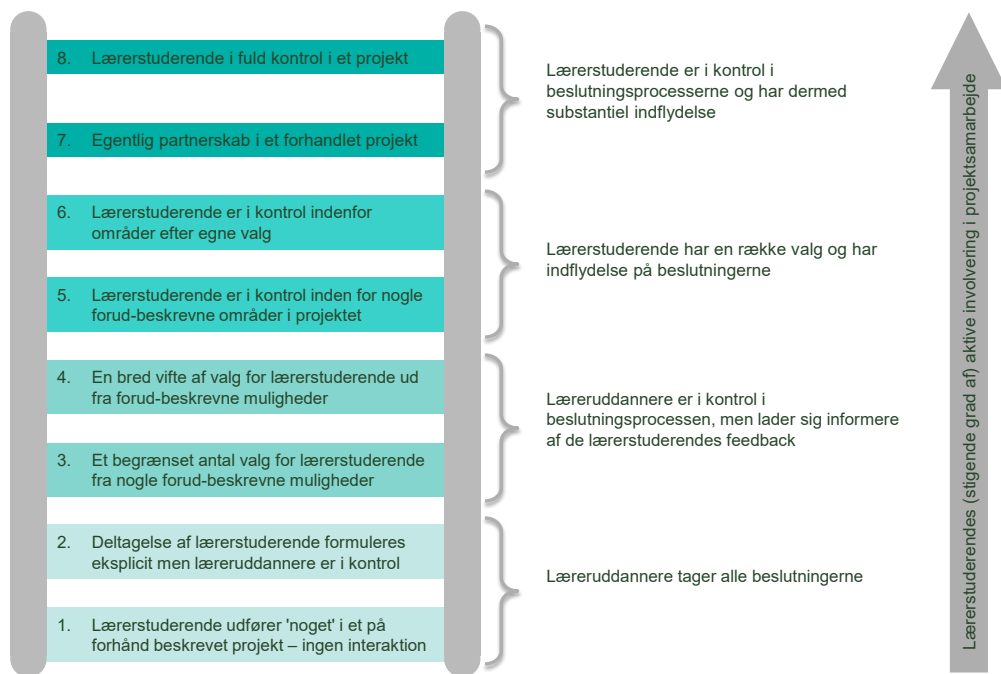 8. Lærerstuderende i fuld kontrol i et projekt
7. Egentlig partnerskab i et forhandlet projekt
Lærerstuderende er i kontrol i
beslutningsprocesserne og har dermed
substantiel indflydelse
6. Lærerstuderende er i kontrol indenfor
områder efter egne valg
5. Lærerstuderende er i kontrol inden for nogle
forud-beskrevne områder i projektet
Lærerstuderende har en række valg og har
indflydelse på beslutningerne
4. En bred vifte af valg for lærerstuderende ud
fra forud-beskrevne muligheder
3. Et begrænset antal valg for lærerstuderende
fra nogle forud-beskrevne muligheder
Læreruddannere er i kontrol i
beslutningsprocessen, men lader sig informere
af de lærerstuderendes feedback
2. Deltagelse af lærerstuderende formuleres
eksplicit men læreruddannere er i kontrol
1. Lærerstuderende udfører 'noget' i et på
forhånd beskrevet projekt – ingen interaktion
Læreruddannere tager alle beslutningerne
Lærerstuderendes (stigende grad af) aktive involvering i projektsamarbejde